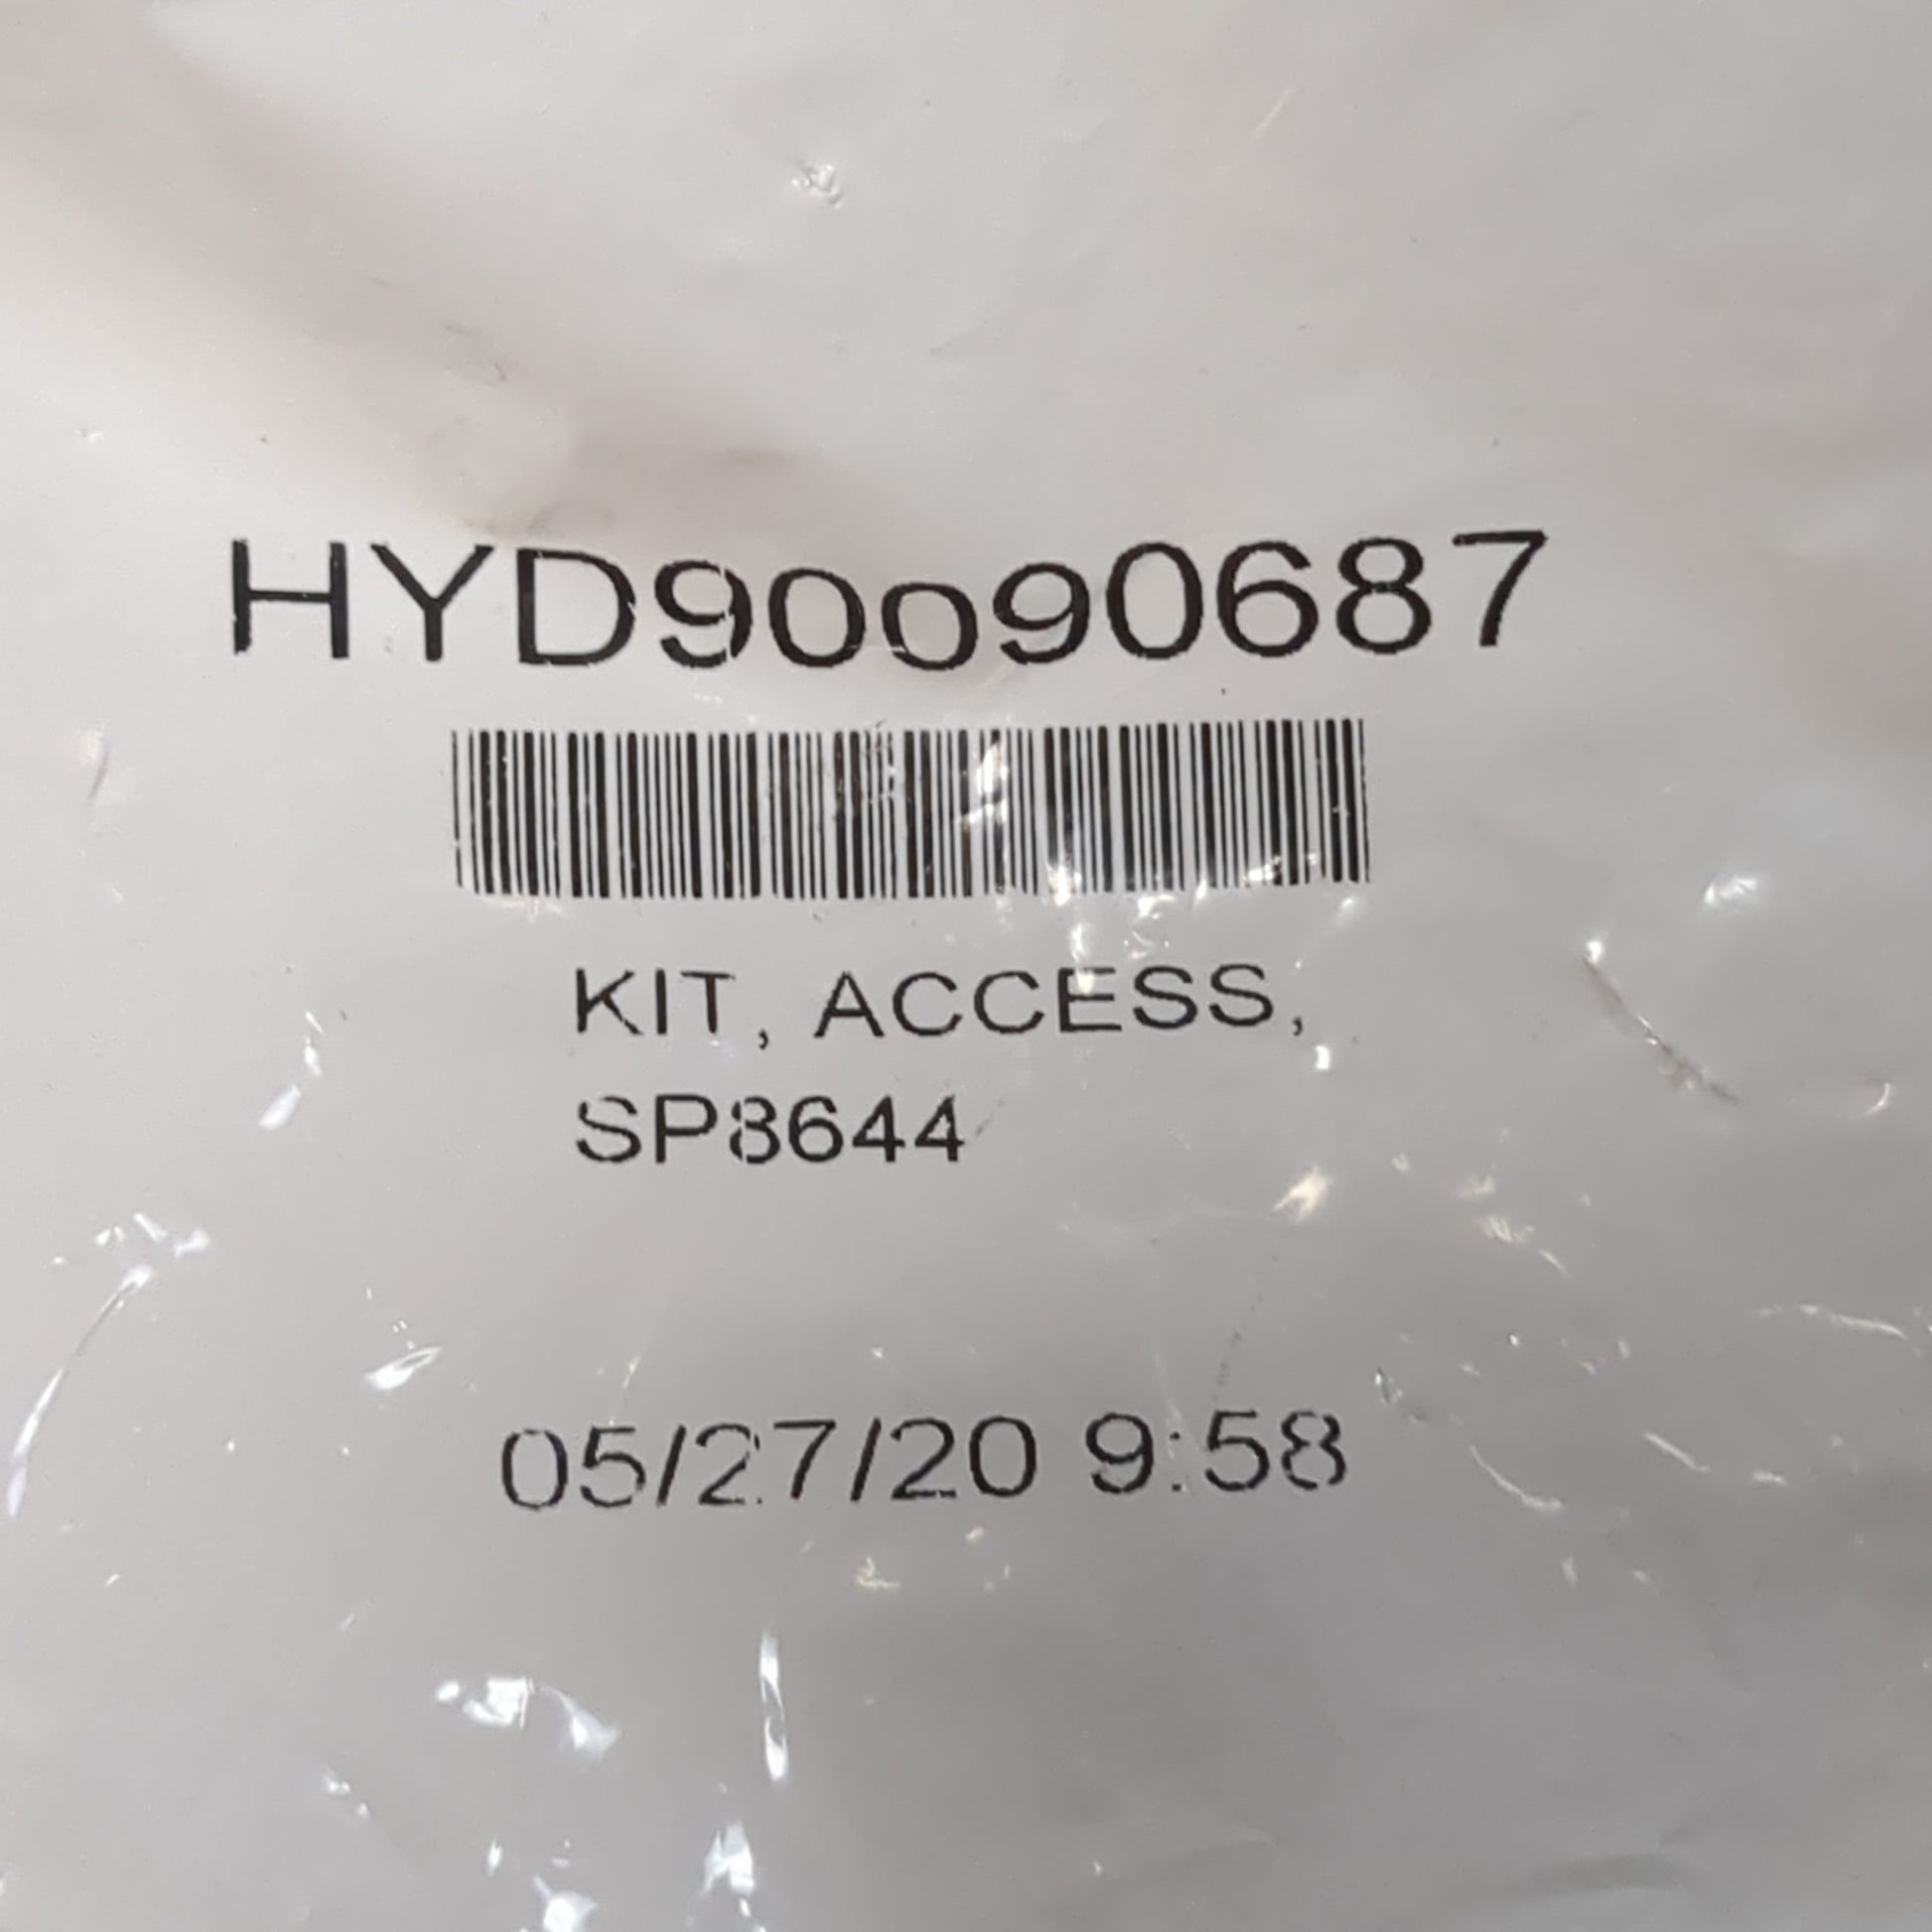 HYD90090687
KIT, ACCESS,
SP8644
05/27/20 9:58